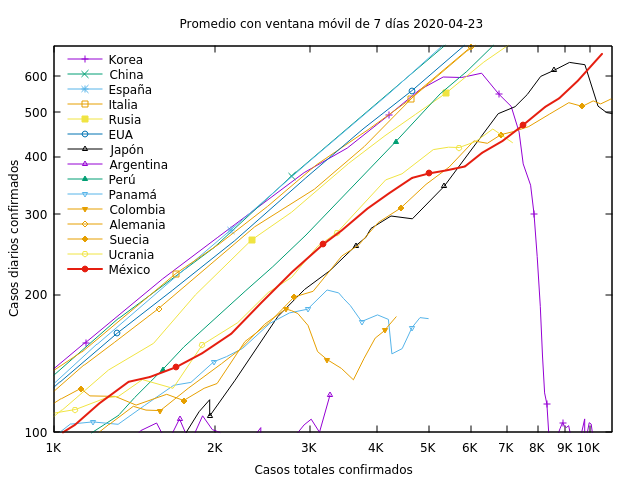 Promedio con ventana móvil de 7 días 2020-04-23
Casos diarios confirmados
600
500
400
300
200
100
Korea
China
España
Italia
Rusia
EUA
Japón
Argentina
Perú
Panamá
Colombia
Alemania
Suecia
Ucrania
México
1K 2K 3K 4K 5K 6K 7K 8K 9K 10K
Casos totales confirmados